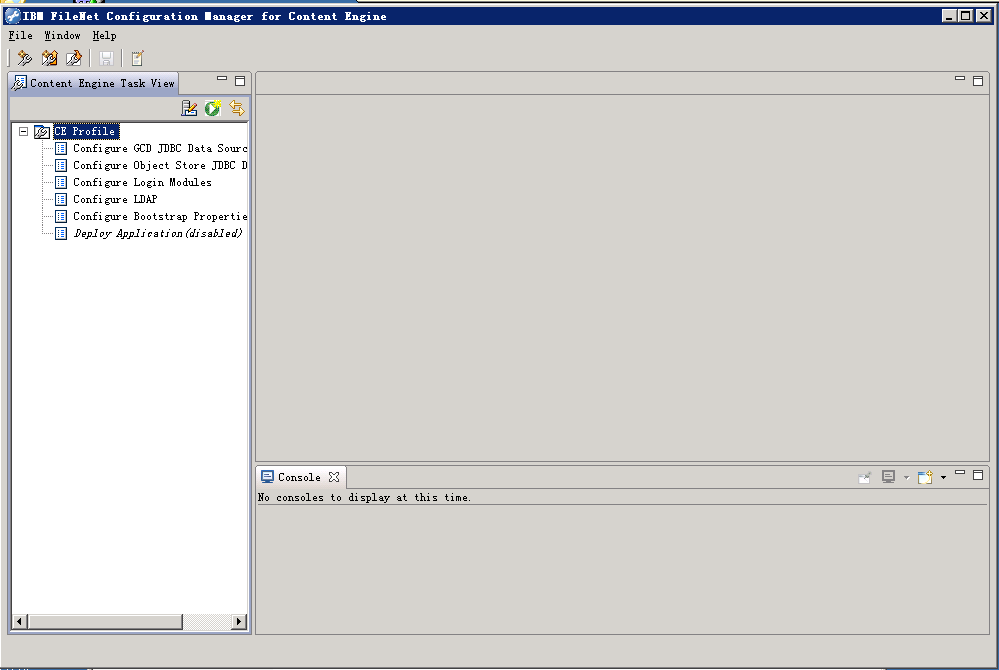 IBM FileNet Configuration Manager for Content Engine
File Window Help
Content Engine Task View
CE Profile
Configure GCD JDBC Data Sourc
Configure Object Store JDBC D
Configure Login Modules
Configure LDAP
Configure Bootstrap Propertie
Deploy Application(disabled)
Console
No consoles to display at this time.